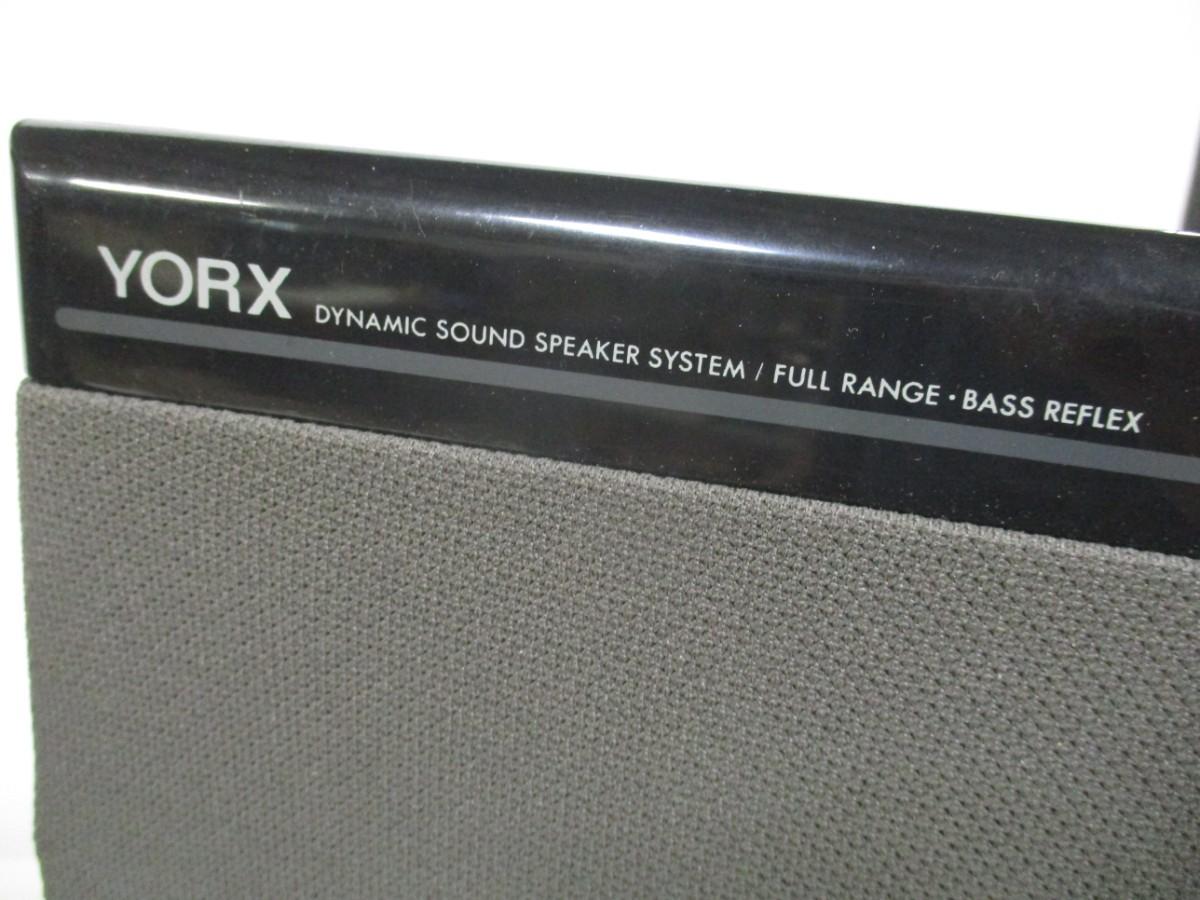 YORX DYNAMIC SOUND SPEAKER SYSTEM / FULL RANGE · BASS REFLEX